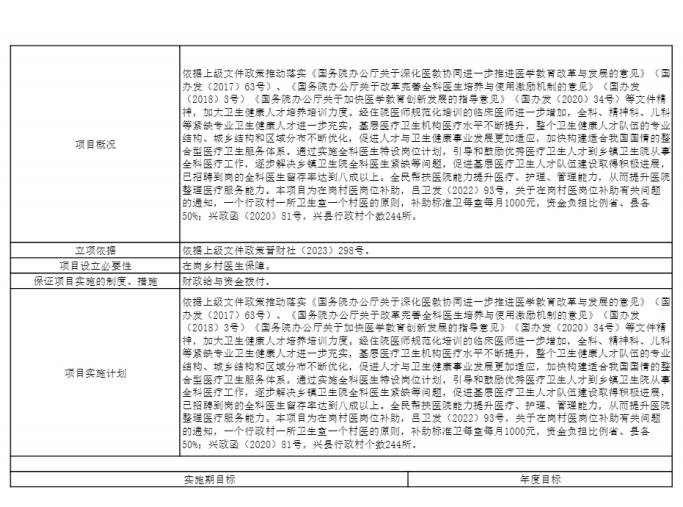 项目概况
依据上级文件政策推动落实《国务院办公厅关于深化医教协同进一步推进医学教育改革与发展的意见》（国
办发（2017）63号）、《国务院办公厅关于改革完善全科医生培养与使用激励机制的意见》（国办发
（2018）3号）《国务院办公厅关于加快医学教育创新发展的指导意见》（国办发（2020）34号）等文件精
神，加大卫生健康人才培养培训力度。经住院医师规范化培训的临床医师进一步增加，全科、精神科、儿科
等紧缺专业卫生健康人才进一步充实，基层医疗卫生机构医疗水平不断提升，整个卫生健康人才队伍的专业
结构、城乡结构和区域分布不断优化，促进人才与卫生健康事业发展更加适应，加快构建适合我国国情的整
合型医疗卫生服务体系。通过实施全科医生特设岗位计划，引导和鼓励优秀医疗卫生人才到乡镇卫生院从事
全科医疗工作，逐步解决乡镇卫生院全科医生紧缺等问题，促进基层医疗卫生人才队伍建设取得积极进展，
已招聘到岗的全科医生留存率达到八成以上。全民帮扶医院能力提升医疗、护理、管理能力，从而提升医院
整理医疗服务能力。本项目为在岗村医岗位补助，吕卫发（2022）93号，关于在岗村医岗位补助有关问题
的通知，一个行政村一所卫生室一个村医的原则，补助标准卫每室每月1000元，资金负担比例省、县各
50%；兴政函（2020）81号，兴县行政村个数244所。
立项依据
依据上级文件政策晋财社（2023）298号。
项目设立必要性
在岗乡村医生保障。
保证项目实施的制度、措施
财政给与资金拨付。
项目实施计划
依据上级文件政策推动落实《国务院办公厅关于深化医教协同进一步推进医学教育改革与发展的意见》（国
办发（2017）63号）、《国务院办公厅关于改革完善全科医生培养与使用激励机制的意见》（国办发
（2018）3号）《国务院办公厅关于加快医学教育创新发展的指导意见》（国办发（2020）34号）等文件精
神，加大卫生健康人才培养培训力度。经住院医师规范化培训的临床医师进一步增加，全科、精神科、儿科
等紧缺专业卫生健康人才进一步充实，基层医疗卫生机构医疗水平不断提升，整个卫生健康人才队伍的专业
结构、城乡结构和区域分布不断优化，促进人才与卫生健康事业发展更加适应，加快构建适合我国国情的整
合型医疗卫生服务体系。通过实施全科医生特设岗位计划，引导和鼓励优秀医疗卫生人才到乡镇卫生院从事
全科医疗工作，逐步解决乡镇卫生院全科医生紧缺等问题，促进基层医疗卫生人才队伍建设取得积极进展，
已招聘到岗的全科医生留存率达到八成以上。全民帮扶医院能力提升医疗、护理、管理能力，从而提升医院
整理医疗服务能力。本项目为在岗村医岗位补助，吕卫发（2022）93号，关于在岗村医岗位补助有关问题
的通知，一个行政村一所卫生室一个村医的原则，补助标准卫每室每月1000元，资金负担比例省、县各
50%；兴政函（2020）81号，兴县行政村个数244所。
实施期目标
年度目标